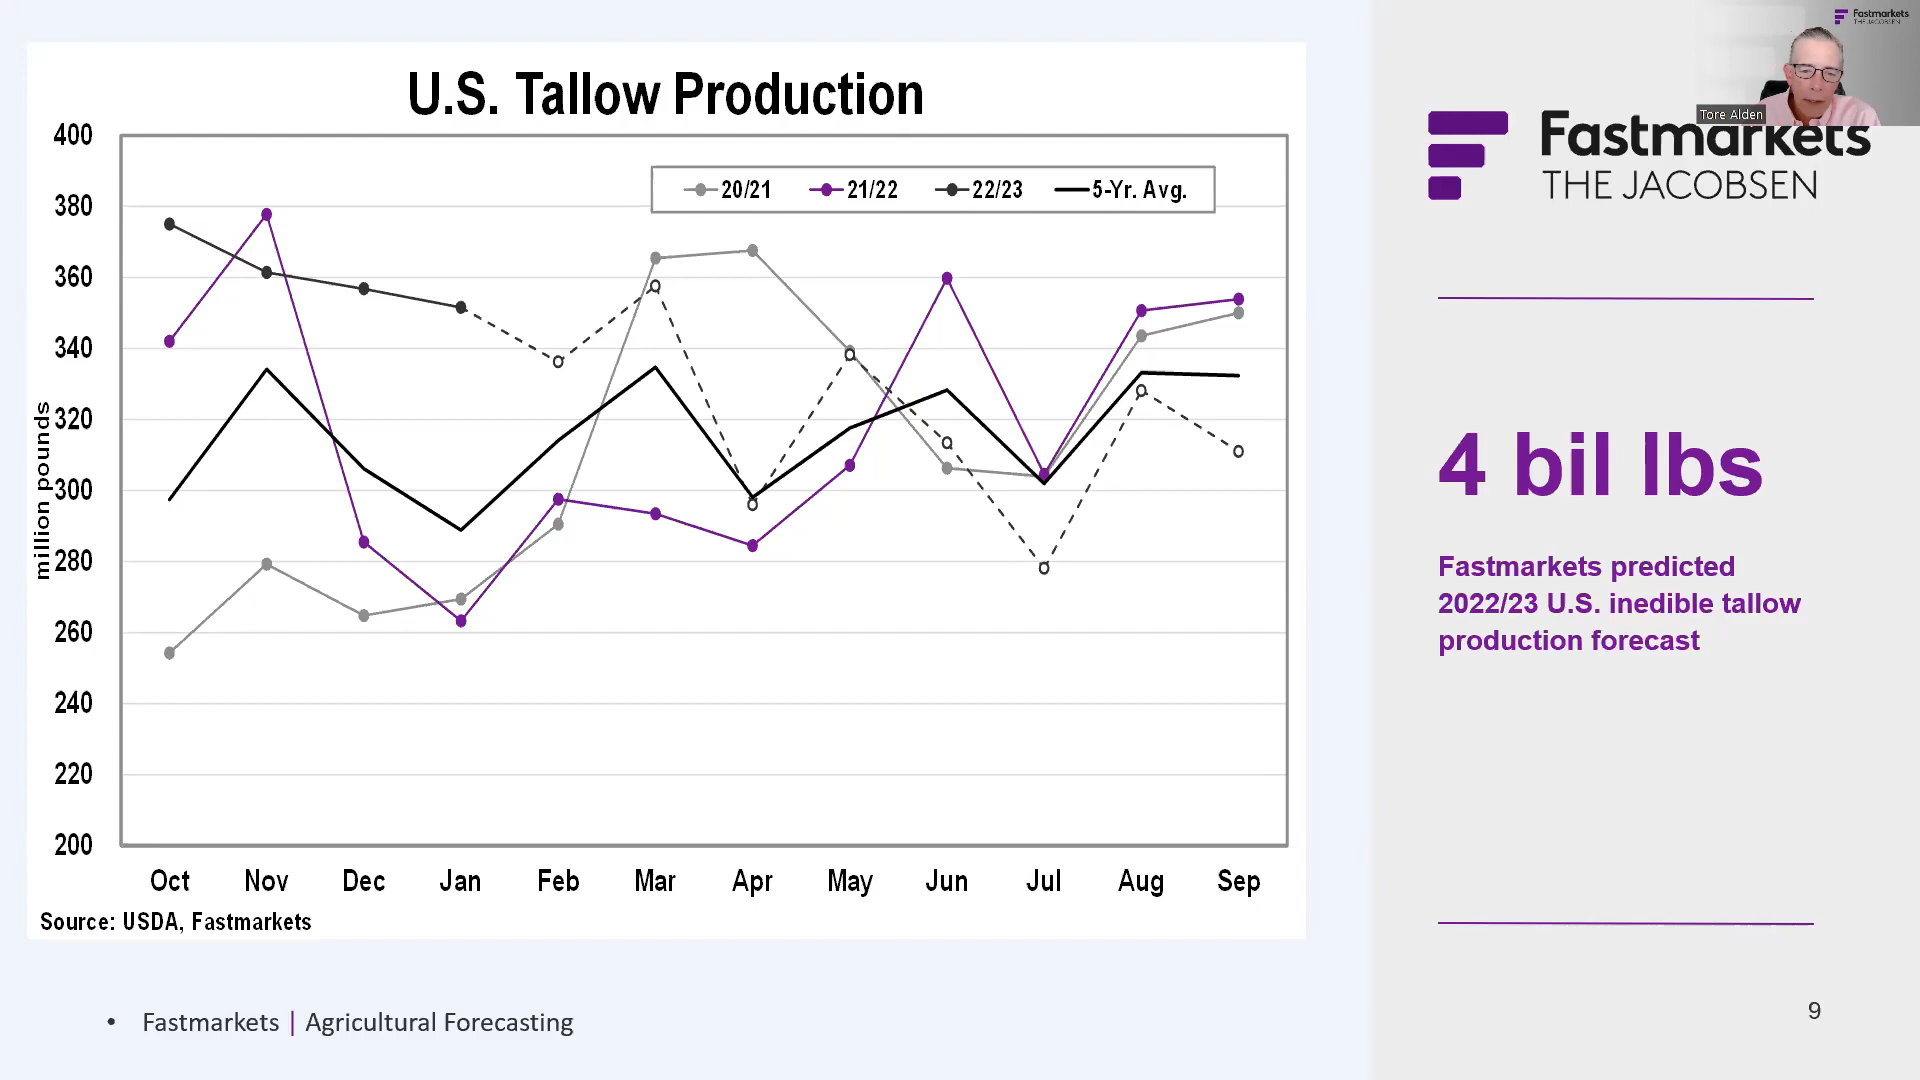 U.S. Tallow Production
400
380
360
340
320
300
280
260
240
220
200
million pounds
20/21 21/22 22/23 5-Yr. Avg.
Oct Nov Dec Jan Feb Mar Apr May Jun Jul Aug Sep
Source: USDA, Fastmarkets
• Fastmarkets | Agricultural Forecasting
Fastmarkets
THE JACOBSEN
Tore Alden
Fastmarkets
THE JACOBSEN
4 bil lbs
Fastmarkets predicted
2022/23 U.S. inedible tallow
production forecast
9